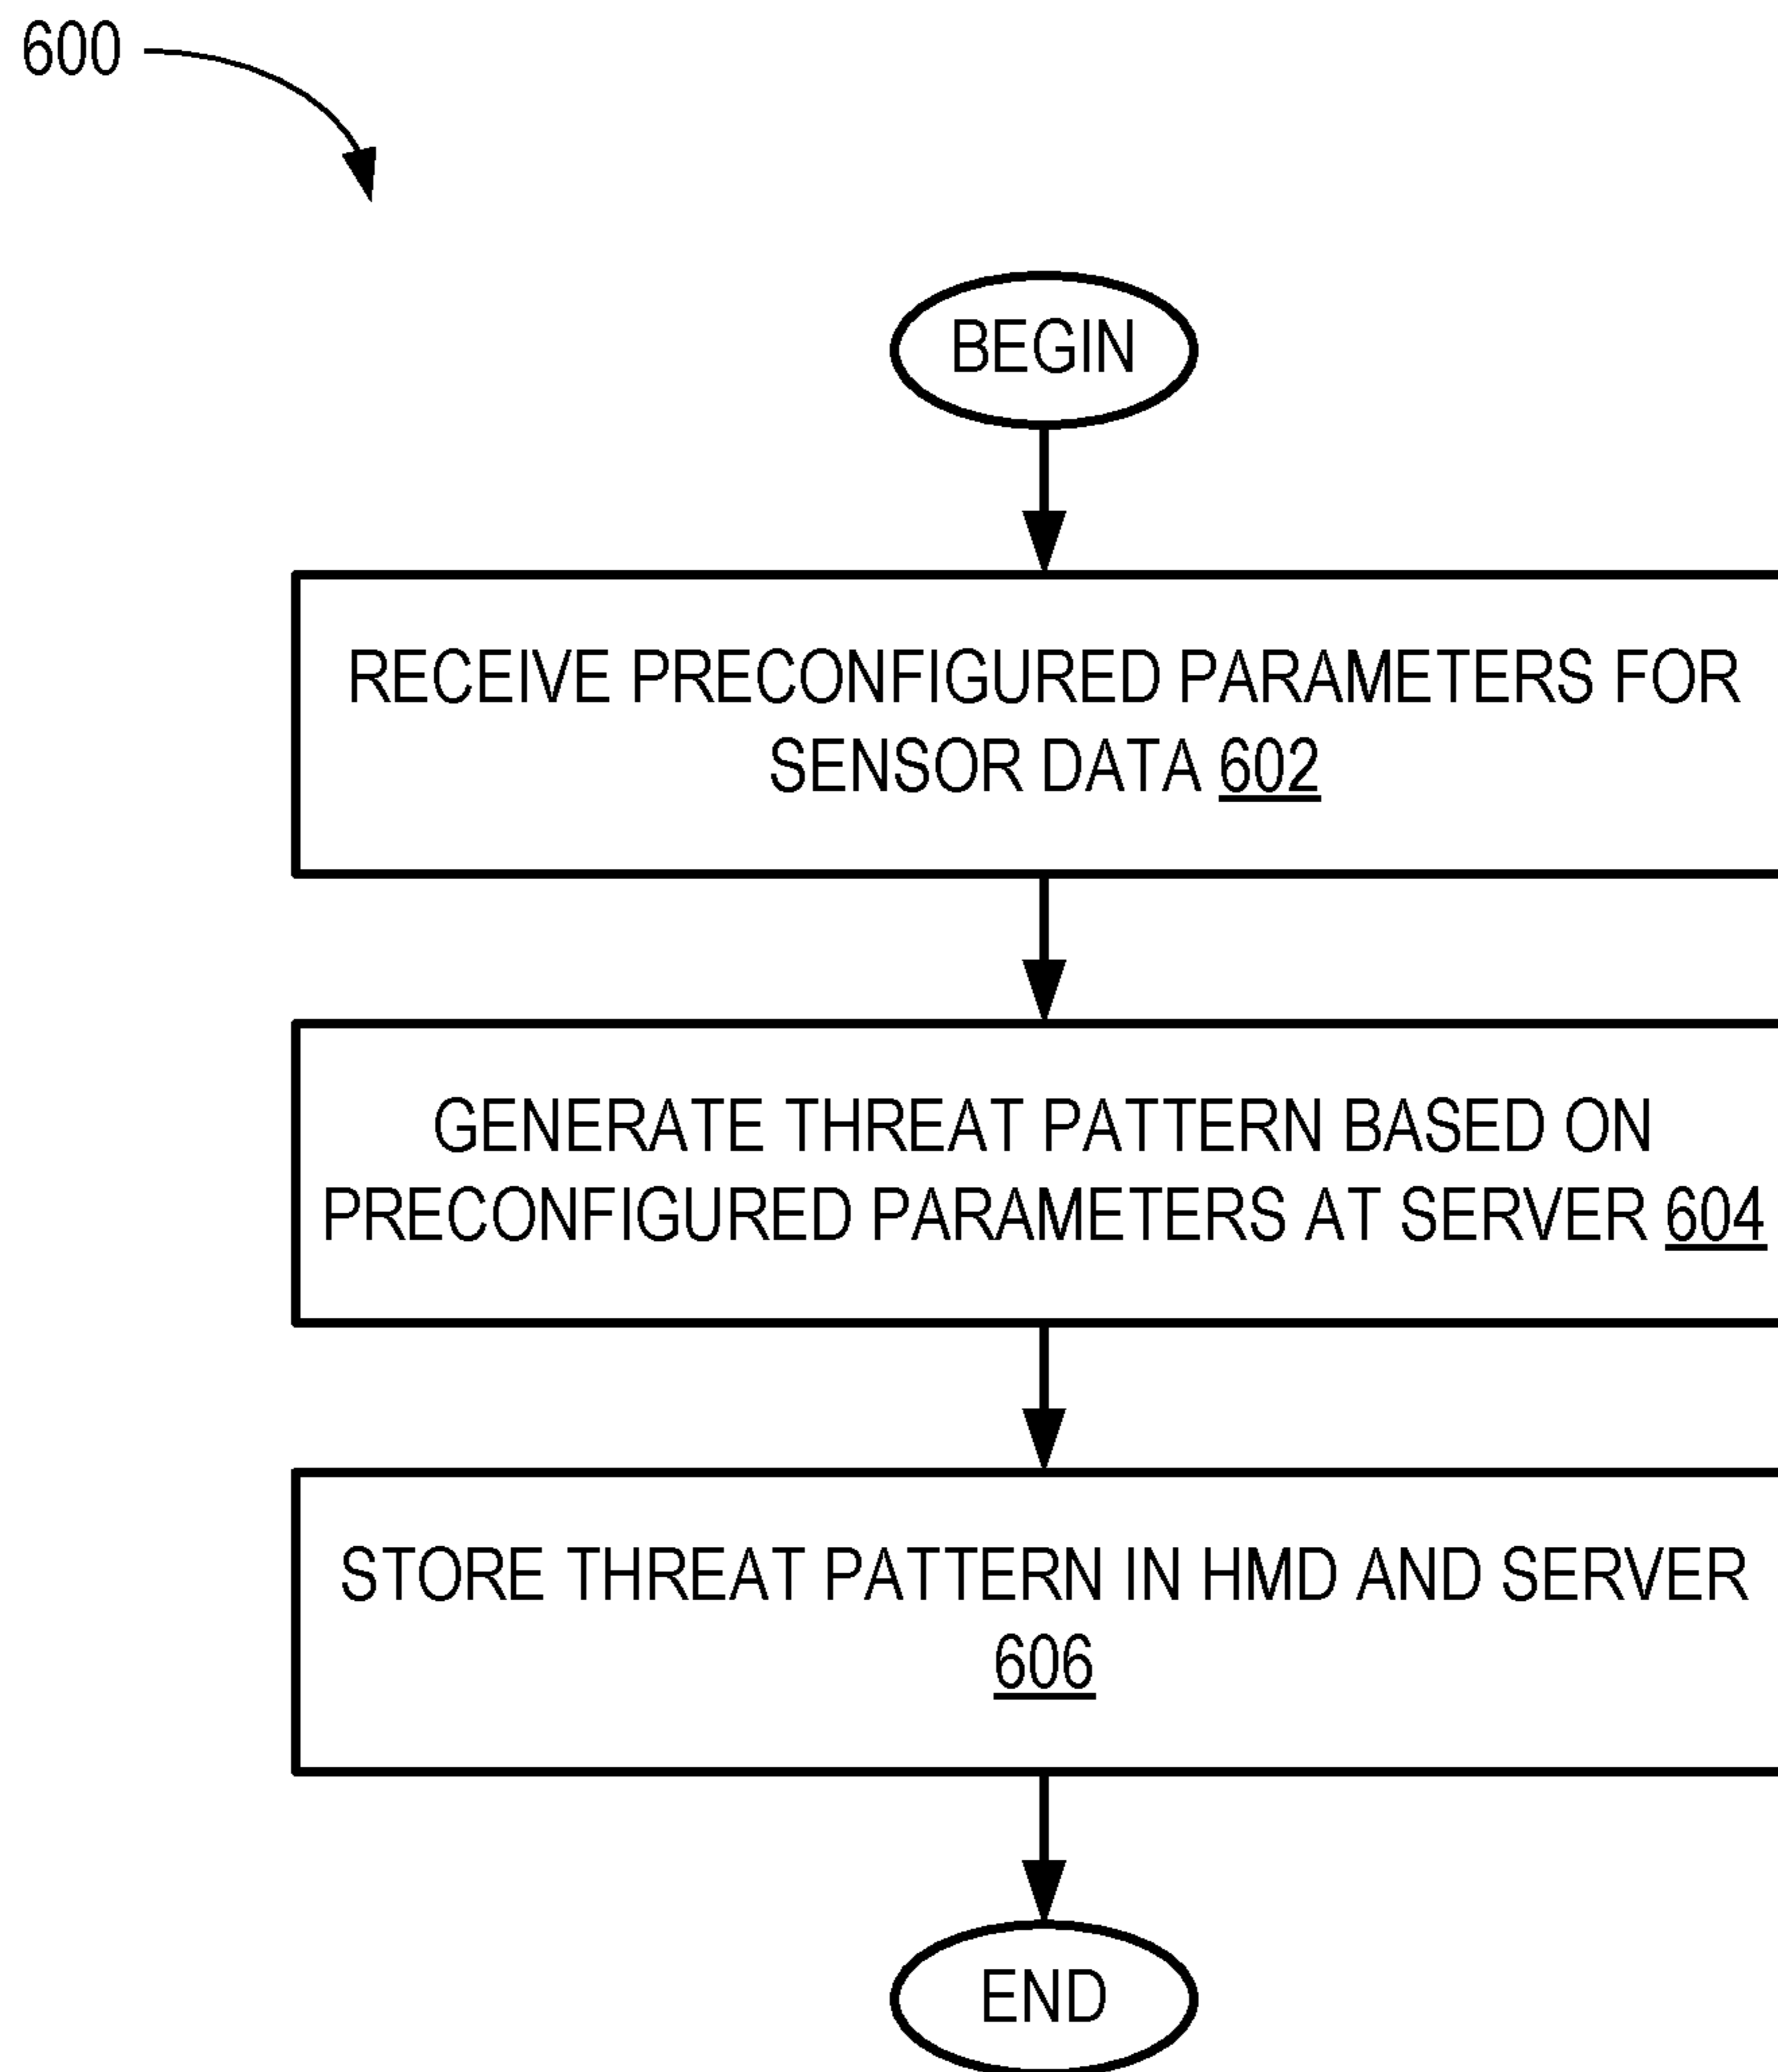 600
BEGIN
RECEIVE PRECONFIGURED PARAMETERS FOR
SENSOR DATA 602
GENERATE THREAT PATTERN BASED ON
PRECONFIGURED PARAMETERS AT SERVER 604
STORE THREAT PATTERN IN HMD AND SERVER
606
END